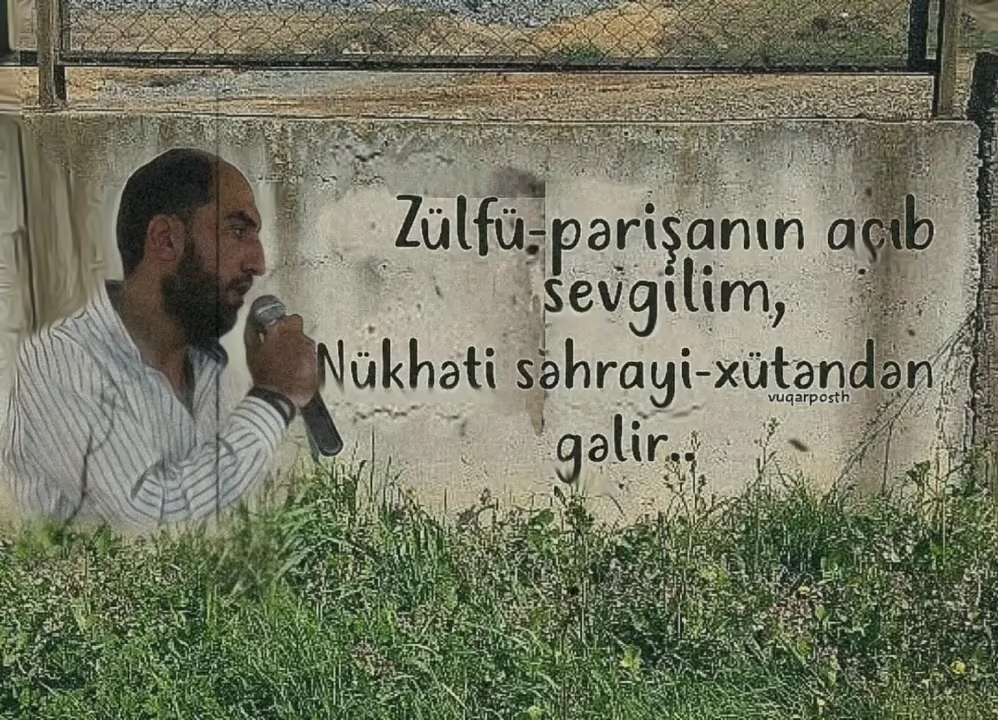 Zülfü-pərişanın açıb
sevgilim,
Nükhəti səhrayi-xütəndən
vuqarposth
gəlir..